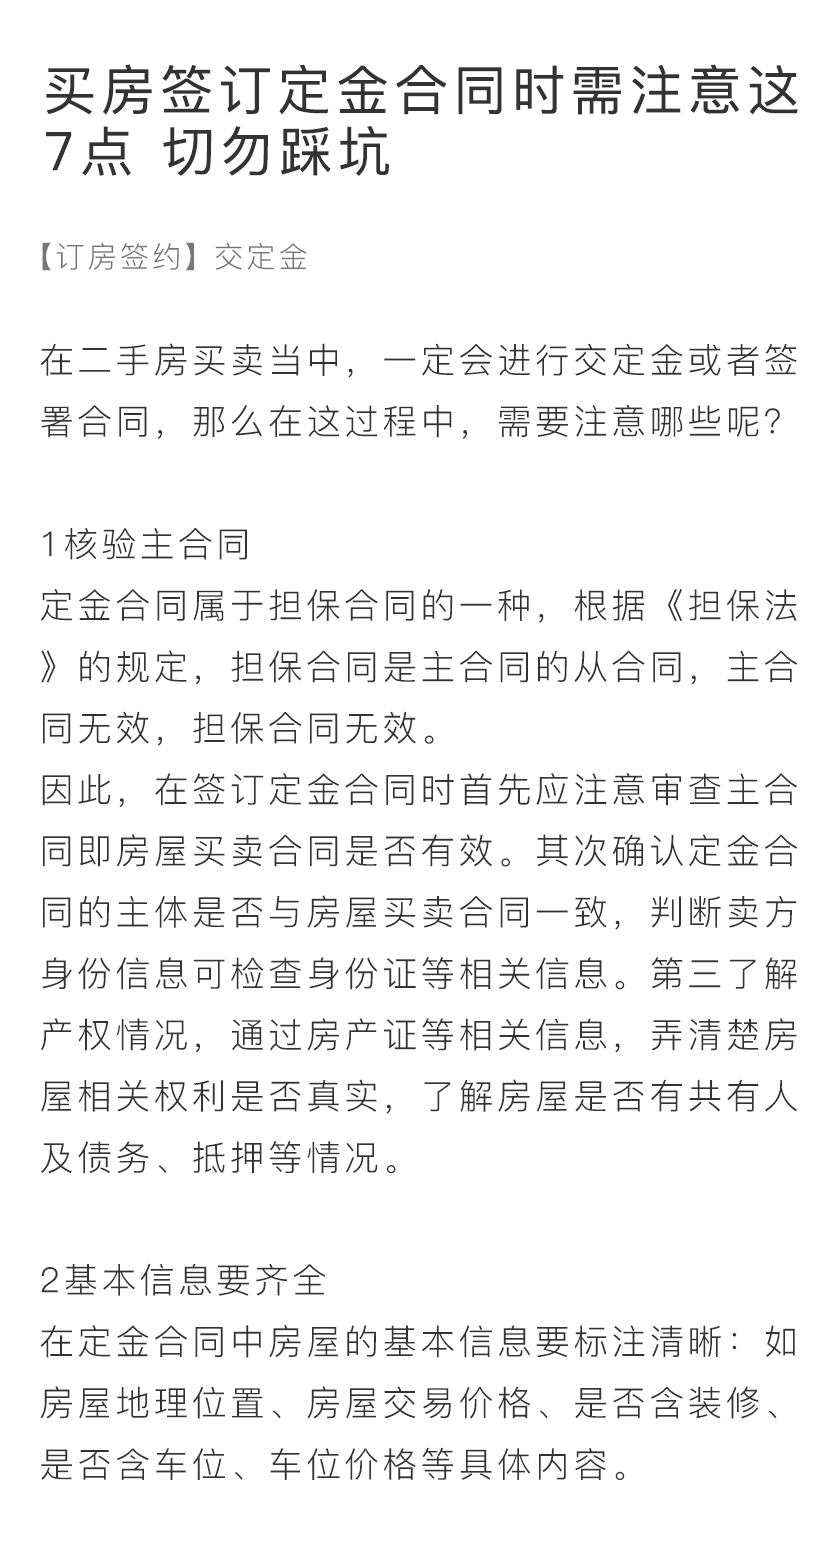 买房签订定金合同时需注意这
7点 切勿踩坑
【订房签约】交定金
在二手房买卖当中，一定会进行交定金或者签
署合同，那么在这过程中，需要注意哪些呢？
1核验主合同
定金合同属于担保合同的一种，根据《担保法
》的规定，担保合同是主合同的从合同，主合
同无效，担保合同无效。
因此，在签订定金合同时首先应注意审查主合
同即房屋买卖合同是否有效。其次确认定金合
同的主体是否与房屋买卖合同一致，判断卖方
身份信息可检查身份证等相关信息。第三了解
产权情况，通过房产证等相关信息，弄清楚房
屋相关权利是否真实，了解房屋是否有共有人
及债务、抵押等情况。
2基本信息要齐全
在定金合同中房屋的基本信息要标注清晰：如
房屋地理位置、房屋交易价格、是否含装修、
是否含车位、车位价格等具体内容。